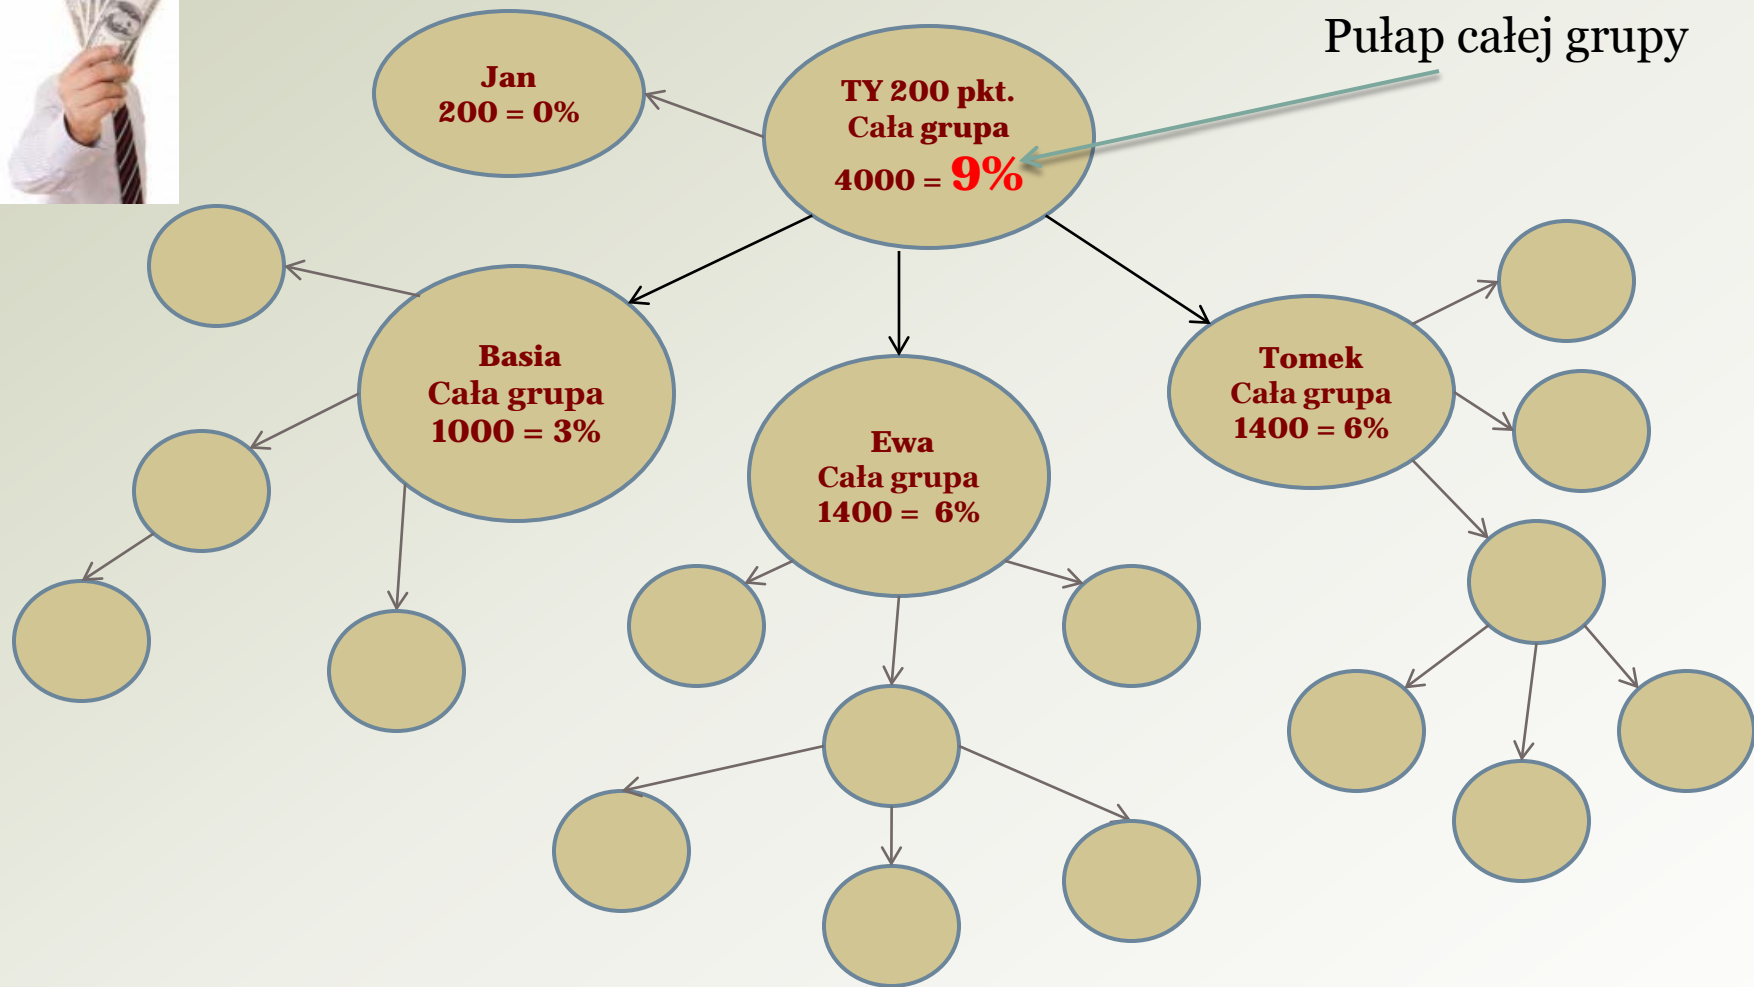 Pułap całej grupy
Jan
200 = 0%
TY 200 pkt.
Cała grupa
4000 = 9%
Basia
Cała grupa
1000 = 3%
Ewa
Cała grupa
1400 = 6%
Tomek
Cała grupa
1400 = 6%